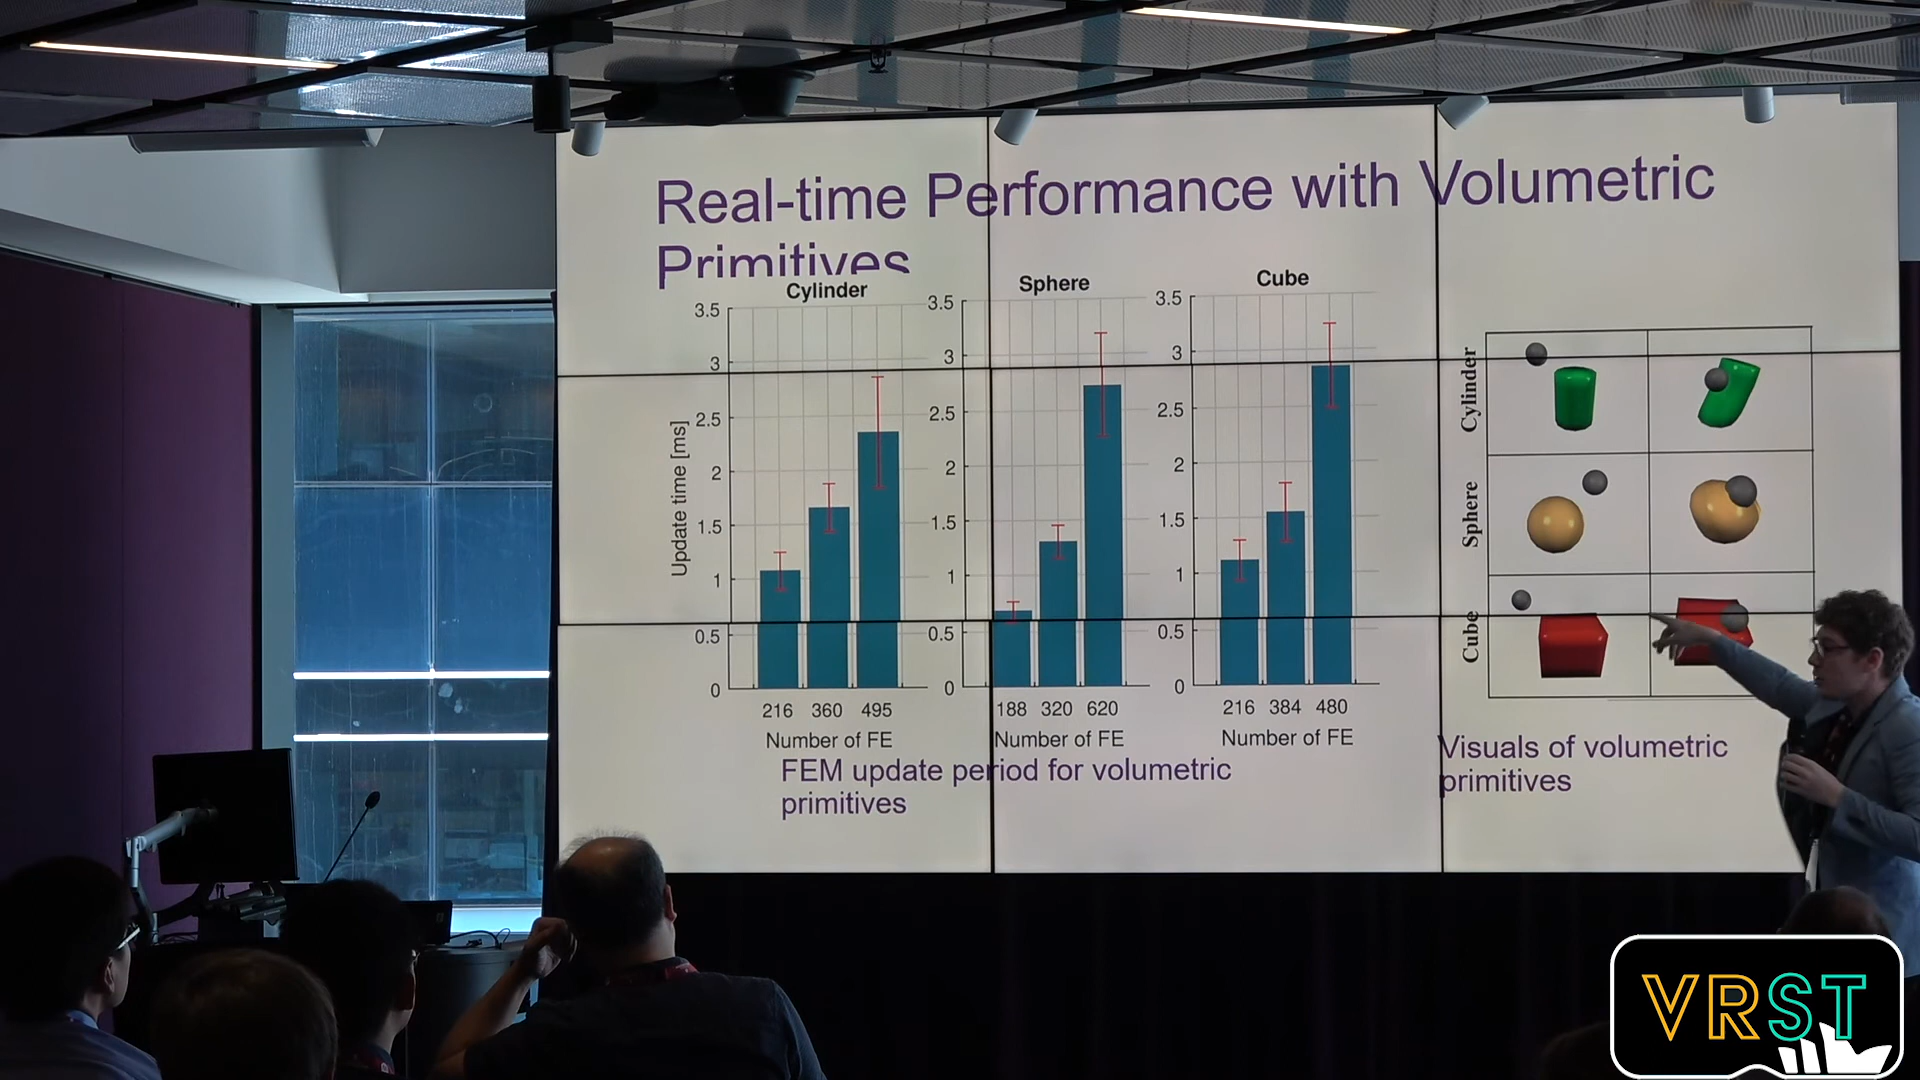 Real-time Performance with Volumetric
Primitives
Cylinder
3.5
3
2.5
2
1.5
1
0.5
0
Update time [ms]
216 360 495
Number of FE
Sphere
3.5
3
2.5
2
1.5
1
0.5
0
188 320 620
Number of FE
Cube
3.5
3
2.5
2
1.5
1
0.5
0
216 384 480
Number of FE
FEM update period for volumetric
primitives
Cylinder
Sphere
Cube
Visuals of volumetric
primitives
VRST